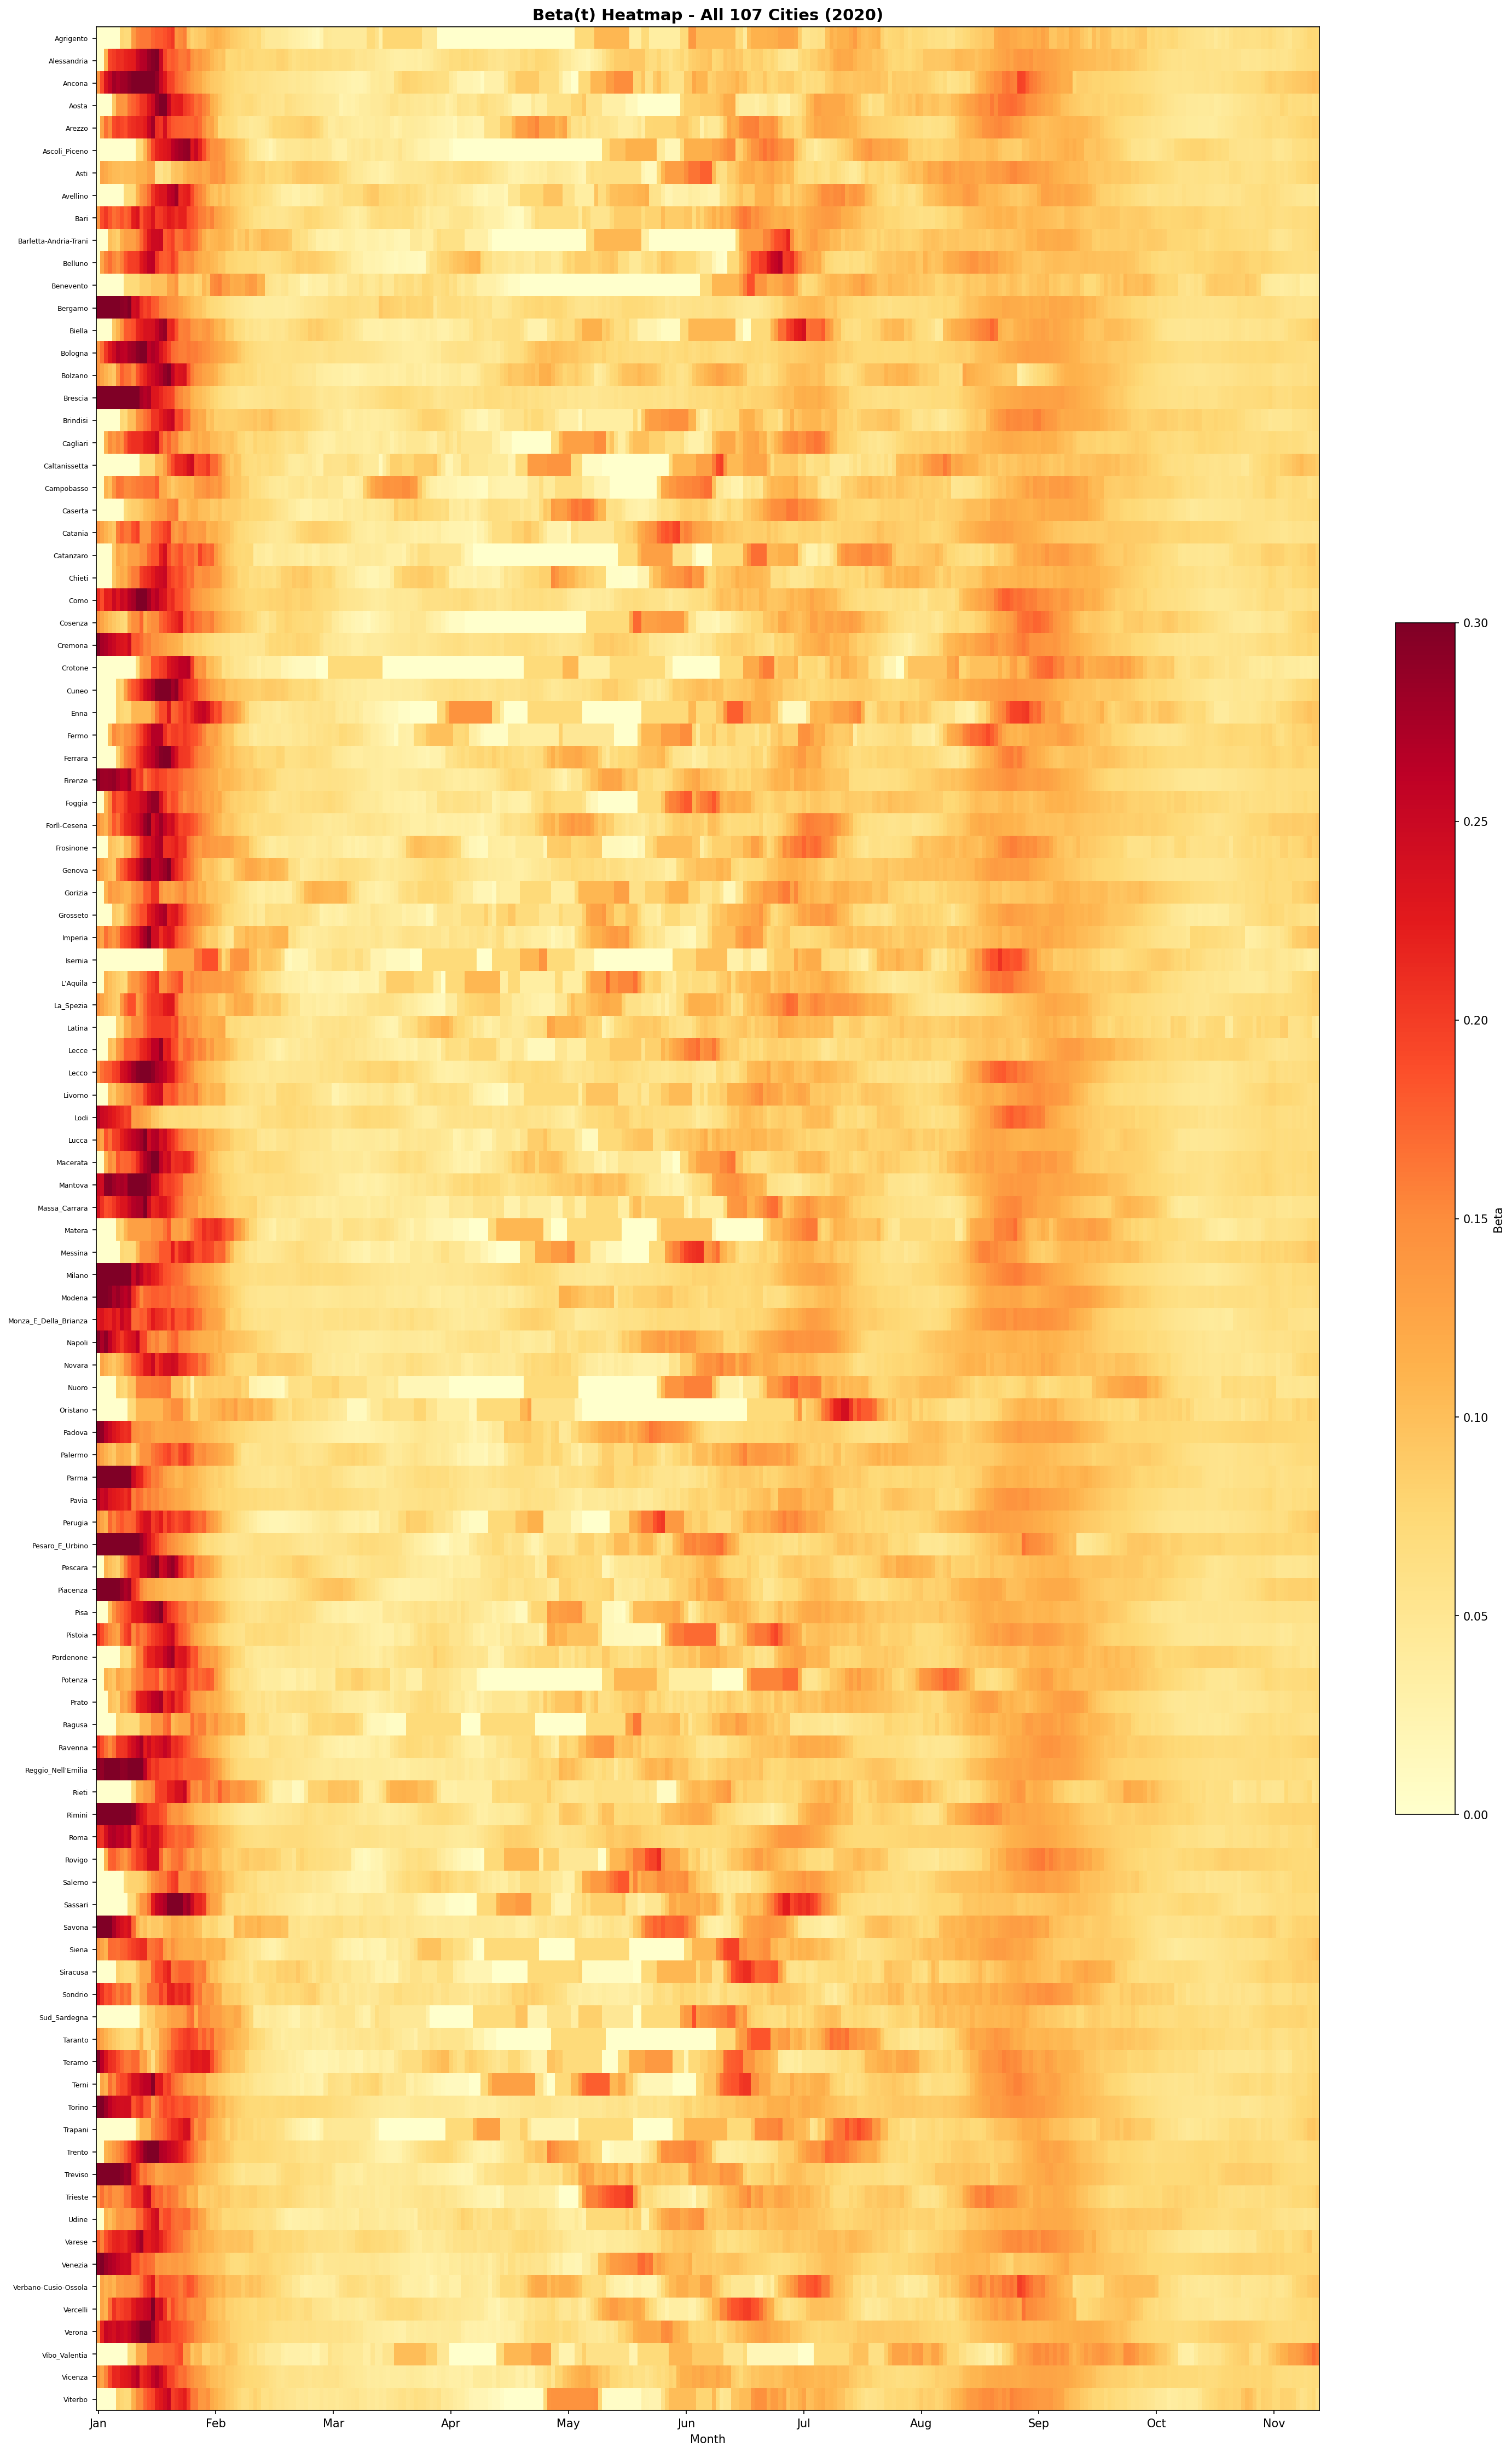 Beta(t) Heatmap - All 107 Cities (2020)
Agrigento
Alessandria
Ancona
Aosta
Arezzo
Ascoli_Piceno
Asti
Avellino
Bari
Barletta-Andria-Trani
Belluno
Benevento
Bergamo
Biella
Bologna
Bolzano
Brescia
Brindisi
Cagliari
Caltanissetta
Campobasso
Caserta
Catania
Catanzaro
Chieti
Como
Cosenza
Cremona
Crotone
Cuneo
Enna
Fermo
Ferrara
Firenze
Foggia
Forlì-Cesena
Frosinone
Genova
Gorizia
Grosseto
Imperia
Isernia
L'Aquila
La_Spezia
Latina
Lecce
Lecco
Livorno
Lodi
Lucca
Macerata
Mantova
Massa_Carrara
Matera
Messina
Milano
Modena
Monza_E_Della_Brianza
Napoli
Novara
Nuoro
Oristano
Padova
Palermo
Parma
Pavia
Perugia
Pesaro_E_Urbino
Pescara
Piacenza
Pisa
Pistoia
Pordenone
Potenza
Prato
Ragusa
Ravenna
Reggio_Nell'Emilia
Rieti
Rimini
Roma
Rovigo
Salerno
Sassari
Savona
Siena
Siracusa
Sondrio
Sud_Sardegna
Taranto
Teramo
Terni
Torino
Trapani
Trento
Treviso
Trieste
Udine
Varese
Venezia
Verbano-Cusio-Ossola
Vercelli
Verona
Vibo_Valentia
Vicenza
Viterbo
Jan Feb Mar Apr May Jun Jul Aug Sep Oct Nov
Month
0.30
0.25
0.20
0.15
0.10
0.05
0.00
Beta